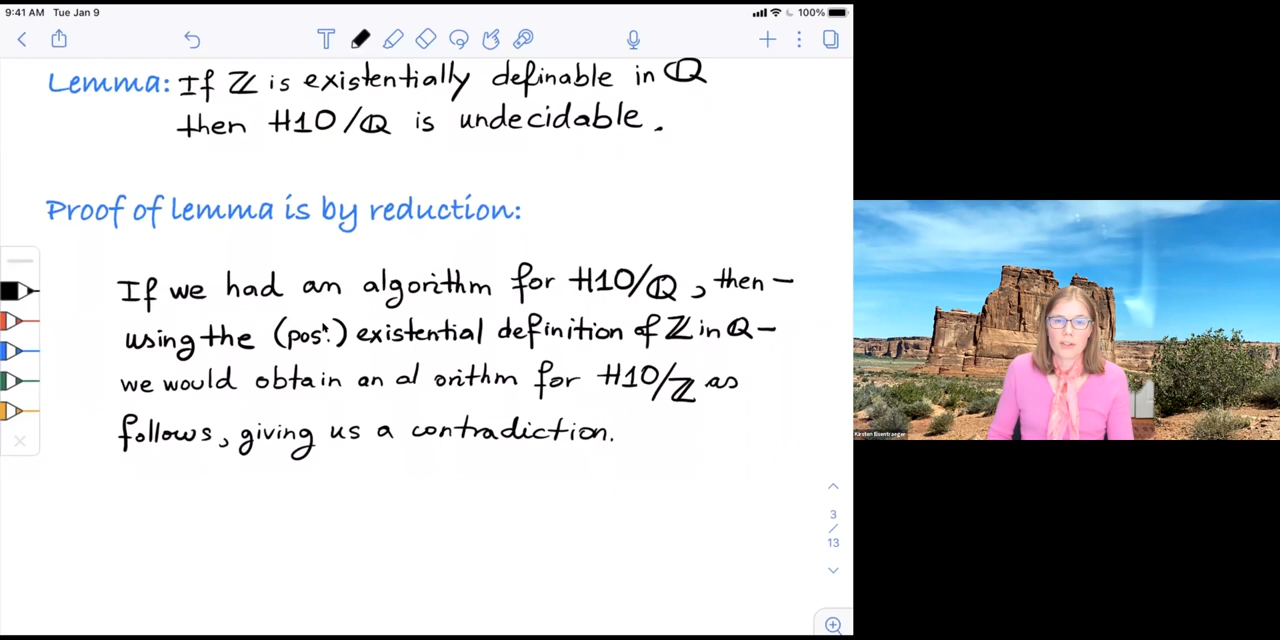 9:41 AM Tue Jan 9
100%
Lemma: If ℤ is existentially definable in ℚ
then H10/ℚ is undecidable.
Proof of lemma is by reduction:
If we had an algorithm for H10/ℚ, then –
using the (pos.) existential definition of ℤ in ℚ –
we would obtain an al orithm for H10/ℤ as
follows, giving us a contradiction.
3
/
13
Kirsten Eisentraeger